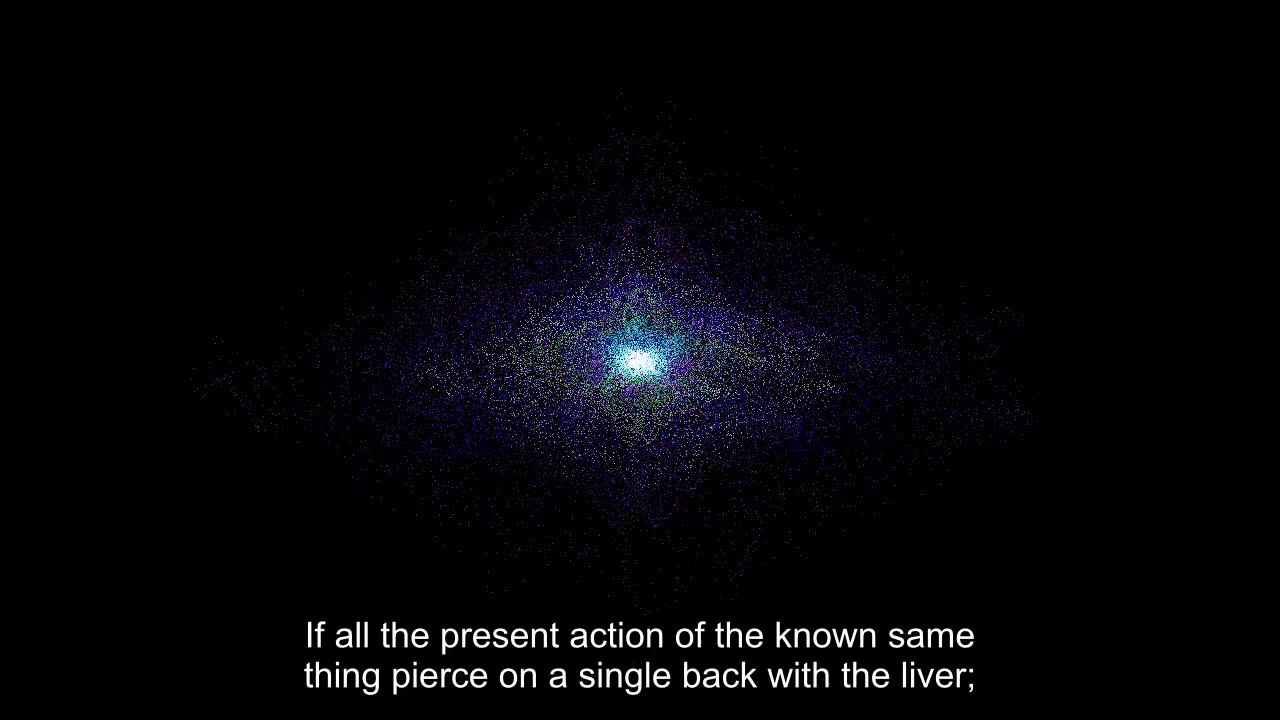 If all the present action of the known same
thing pierce on a single back with the liver;